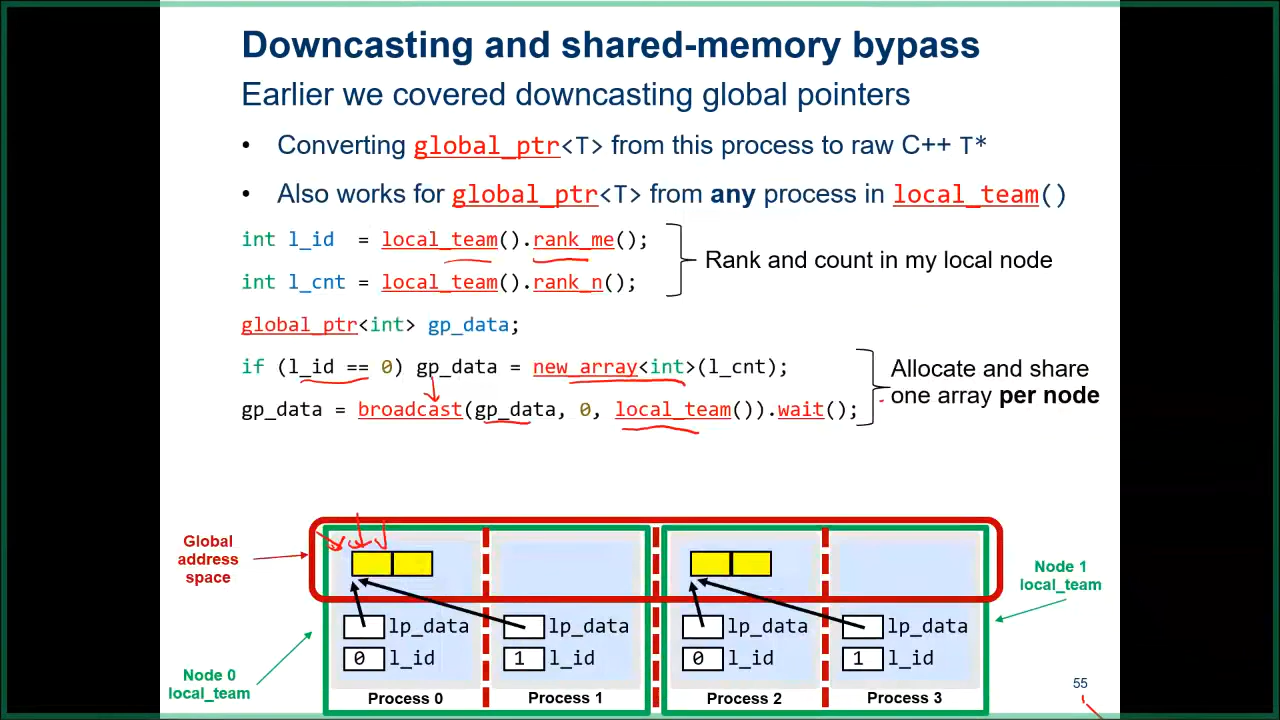 Downcasting and shared-memory bypass
Earlier we covered downcasting global pointers
• Converting global_ptr<T> from this process to raw C++ T*
• Also works for global_ptr<T> from any process in local_team()
int l_id = local_team().rank_me();
int l_cnt = local_team().rank_n();
Rank and count in my local node
global_ptr<int> gp_data;
if (l_id == 0) gp_data = new_array<int>(l_cnt);
gp_data = broadcast(gp_data, 0, local_team()).wait();
Allocate and share
one array per node
Global
address
space
Node 1
local_team
lp_data
lp_data
lp_data
lp_data
0 l_id
1 l_id
0 l_id
1 l_id
Node 0
local_team
Process 0
Process 1
Process 2
Process 3
55